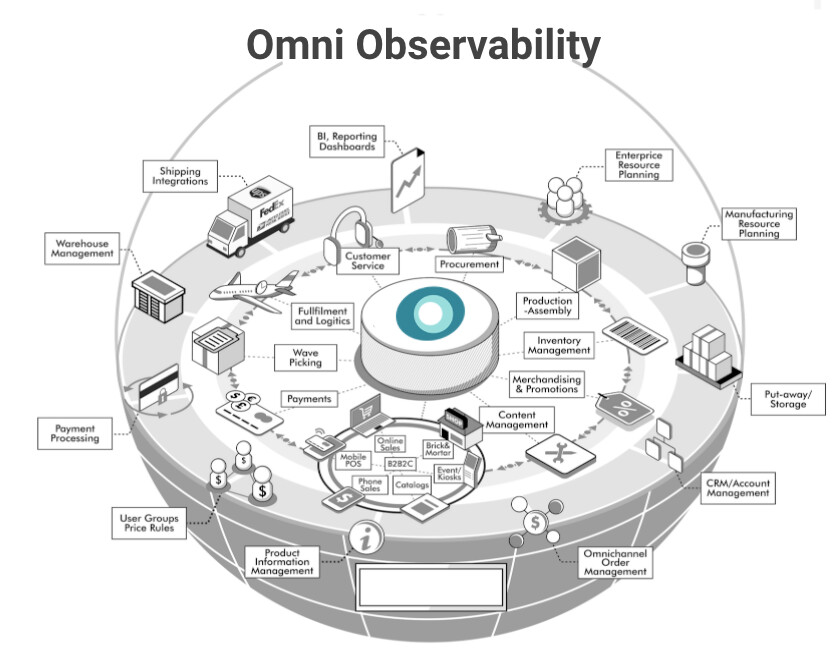 Omni Observability
BI, Reporting
Dashboards
Enterprice
Resource
Planning
Shipping
Integrations
FedEx
Manufacturing
Resource
Planning
Warehouse
Management
Customer
Service
Procurement
Production
-Assembly
Fullfilment
and Logitics
Inventory
Management
Wave
Picking
Merchandising
& Promotions
Put-away/
Storage
Payments
Content
Management
Payment
Processing
SHOP
Online
Sales
Brick&
Mortar
Mobile
POS
B2B2C
Event/
Kiosks
Phone
Sales
Catalogs
CRM/Account
Management
User Groups
Price Rules
Product
Information
Management
Omnichannel
Order
Management